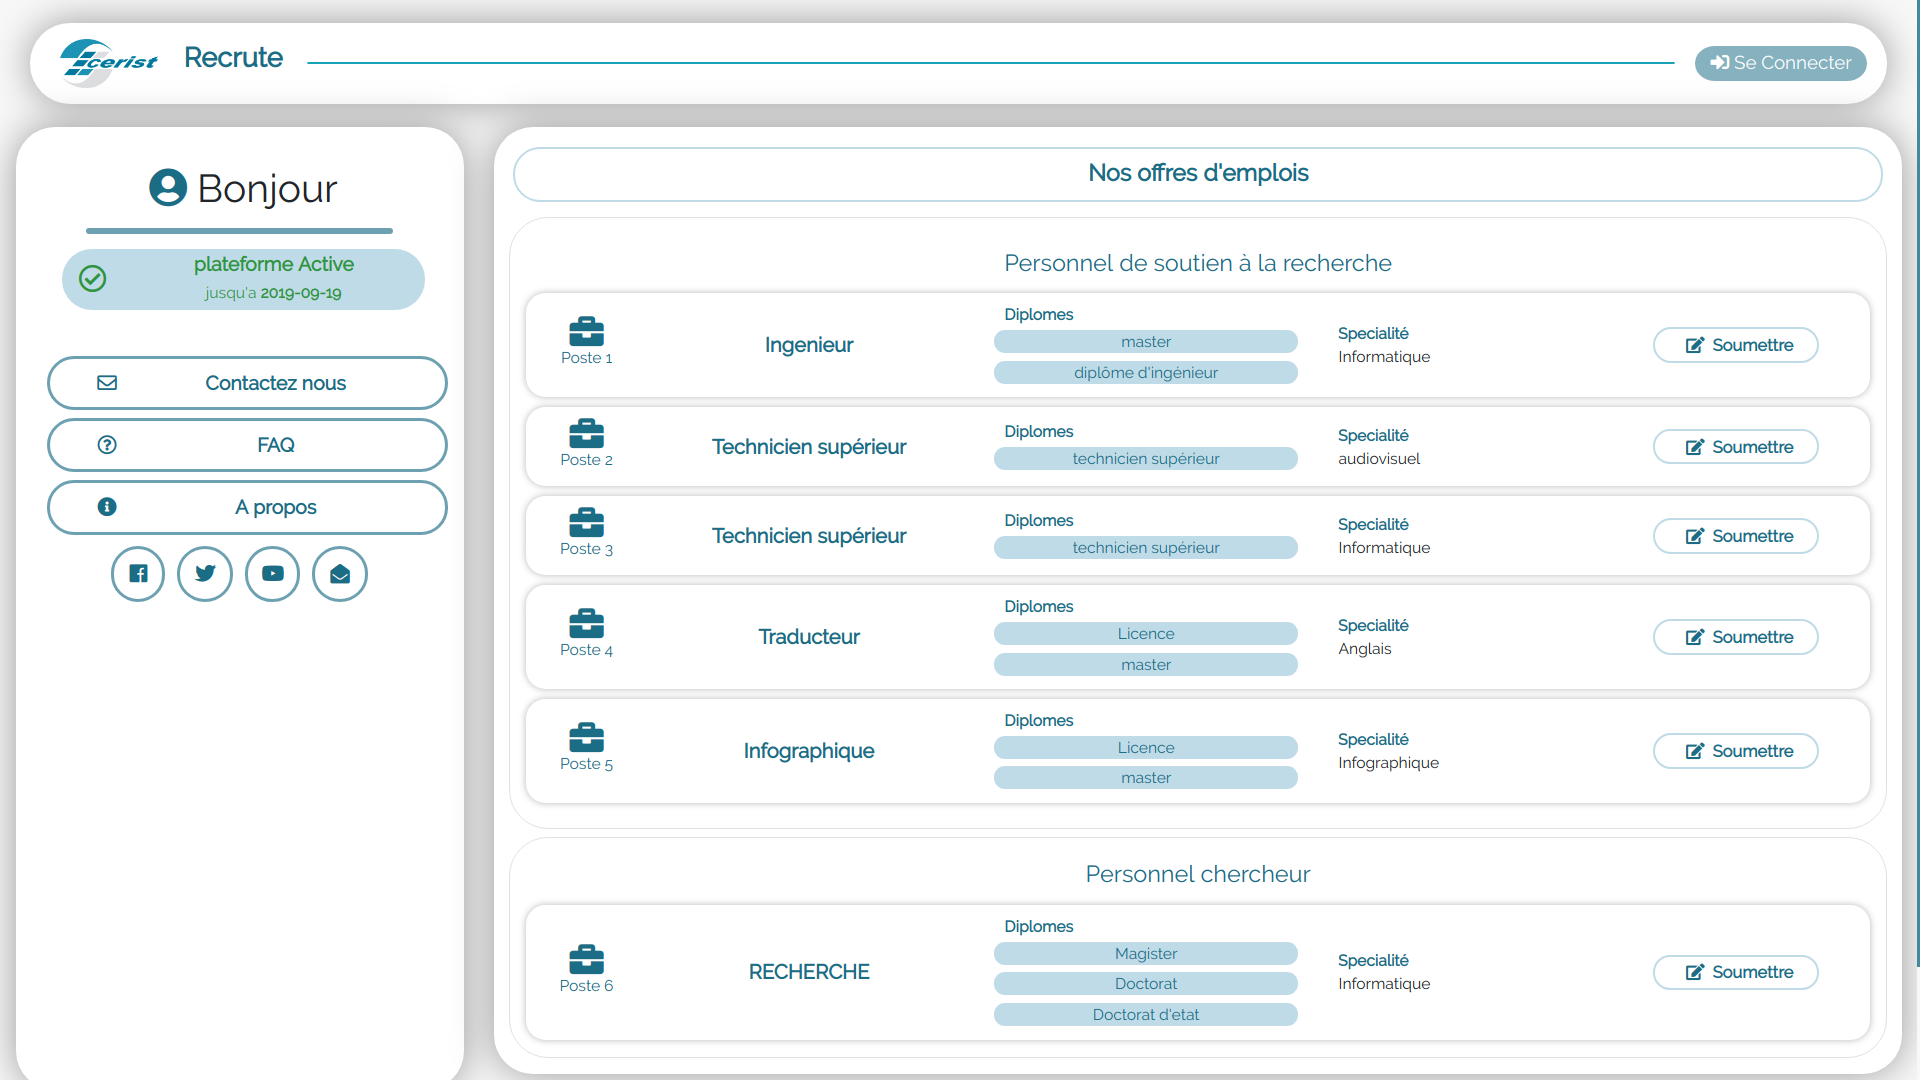 cerist
Recrute
Se Connecter
Bonjour
plateforme Active
jusqu'a 2019-09-19
Contactez nous
FAQ
A propos
Nos offres d'emplois
Personnel de soutien à la recherche
Poste 1
Ingenieur
Diplomes
master
diplôme d'ingénieur
Specialité
Informatique
Soumettre
Poste 2
Technicien supérieur
Diplomes
technicien supérieur
Specialité
audiovisuel
Soumettre
Poste 3
Technicien supérieur
Diplomes
technicien supérieur
Specialité
Informatique
Soumettre
Poste 4
Traducteur
Diplomes
Licence
master
Specialité
Anglais
Soumettre
Poste 5
Infographique
Diplomes
Licence
master
Specialité
Infographique
Soumettre
Personnel chercheur
Poste 6
RECHERCHE
Diplomes
Magister
Doctorat
Doctorat d'etat
Specialité
Informatique
Soumettre